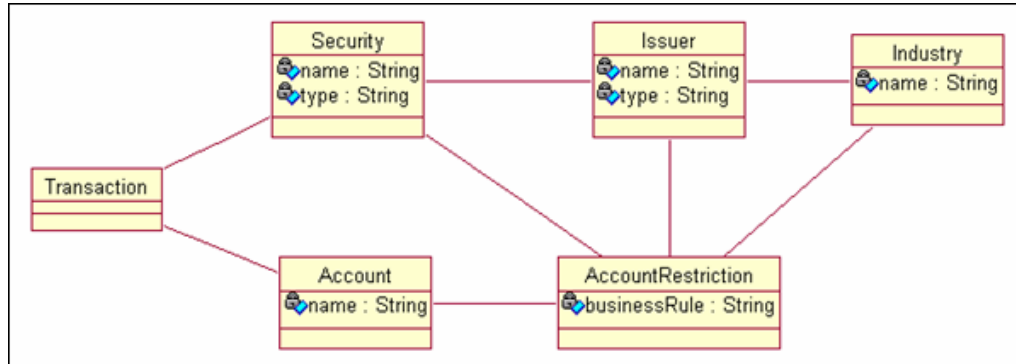 Security
name : String
type : String
Issuer
name : String
type : String
Industry
name : String
Transaction
Account
name : String
AccountRestriction
businessRule : String